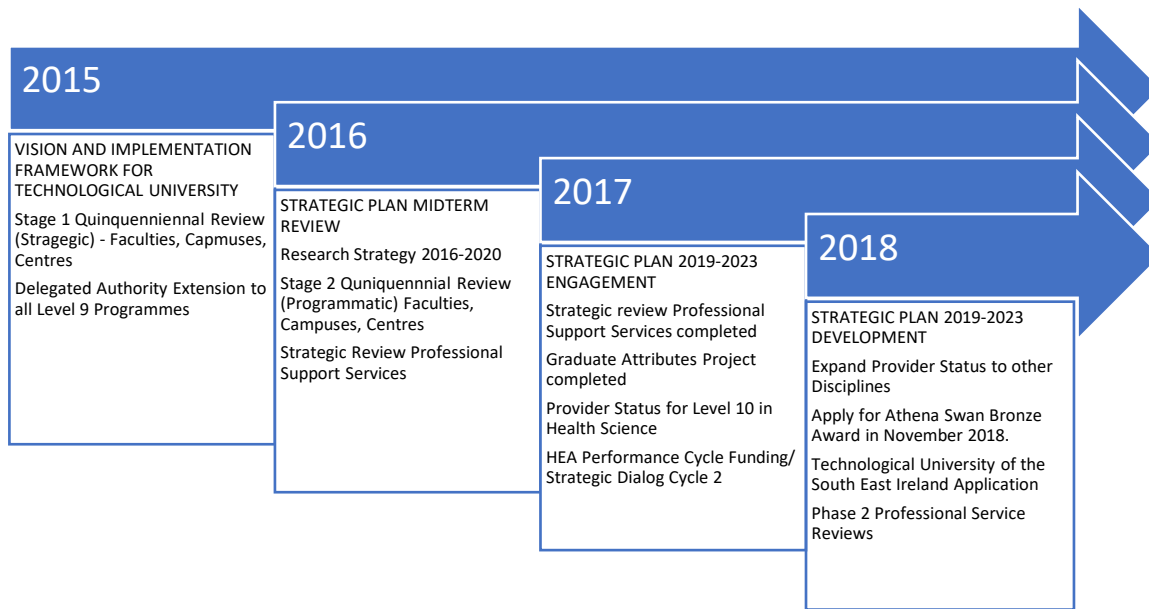 2015
VISION AND IMPLEMENTATION
FRAMEWORK FOR
TECHNOLOGICAL UNIVERSITY
Stage 1 Quinquenniennal Review
(Stragegic) - Faculties, Capmuses,
Centres
Delegated Authority Extension to
all Level 9 Programmes
2016
STRATEGIC PLAN MIDTERM
REVIEW
Research Strategy 2016-2020
Stage 2 Quniquennnial Review
(Programmatic) Faculties,
Campuses, Centres
Strategic Review Professional
Support Services
2017
STRATEGIC PLAN 2019-2023
ENGAGEMENT
Strategic review Professional
Support Services completed
Graduate Attributes Project
completed
Provider Status for Level 10 in
Health Science
HEA Performance Cycle Funding/
Strategic Dialog Cycle 2
2018
STRATEGIC PLAN 2019-2023
DEVELOPMENT
Expand Provider Status to other
Disciplines
Apply for Athena Swan Bronze
Award in November 2018.
Technological University of the
South East Ireland Application
Phase 2 Professional Service
Reviews